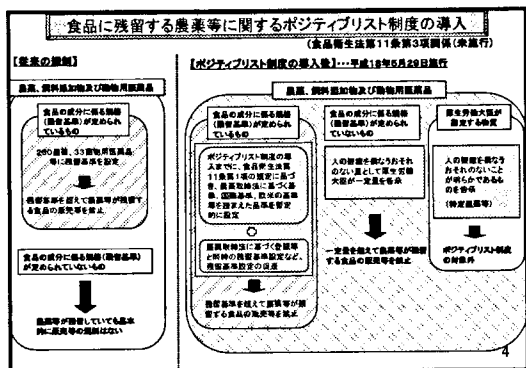 食品に残留する農薬等に関するポジティブリスト制度の導入
(食品衛生法第11条第3項関係(未施行)
【従来の規制】
農薬、飼料添加物及び動物用医薬品
食品の成分に係る規格
(残留基準)が定められ
ているもの
残留基準を超えて農薬等が残留す
る食品の販売等を禁止
食品の成分に係る規格(残留基準)
が定められていないもの
農薬等が残留していても基本
的に販売等の規制はない
【ポジティブリスト制度の導入後】…平成18年5月29日施行
農薬、飼料添加物及び動物用医薬品
食品の成分に係る規格
(残留基準)が定められ
ているもの
ポジティブリスト制度の導
入までに、食品衛生法第
11条第1項の規定に基づ
き、農薬取締法に基づく基
準、国際基準、欧米の基準
等を踏まえた基準を暫定
的に設定
農薬取締法に基づく登録等
と同時の残留基準設定など、
残留基準設定の促進
残留基準を超えて農薬等が残
留する食品の販売等を禁止
食品の成分に係る規格
(残留基準)が定められ
ていないもの
人の健康を損なうおそれ
のない量として厚生労働
大臣が一定量を告示
一定量を超えて農薬等が残留
する食品の販売等を禁止
厚生労働大臣が
指定する物質
人の健康を損なう
おそれのないこと
が明らかであるもの
を告示
(特定農薬等)
ポジティブリスト制度
の対象外
4